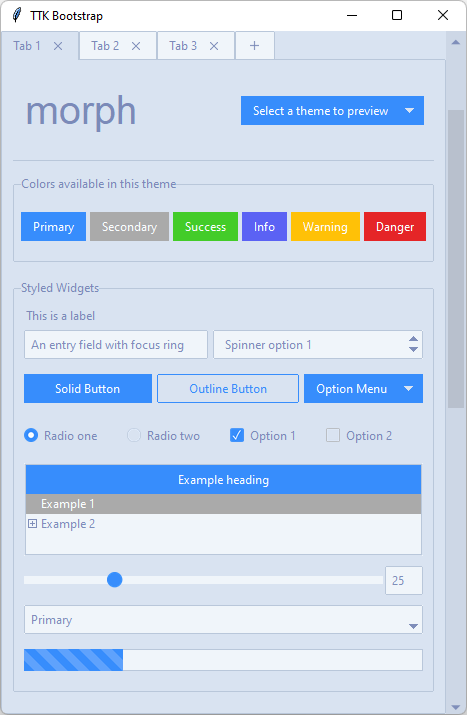 TTK Bootstrap
Tab 1 Tab 2 Tab 3
morph
Select a theme to preview
Colors available in this theme
Primary Secondary Success Info Warning Danger
Styled Widgets
This is a label
An entry field with focus ring Spinner option 1
Solid Button Outline Button Option Menu
Radio one Radio two Option 1 Option 2
Example heading
Example 1
Example 2
25
Primary